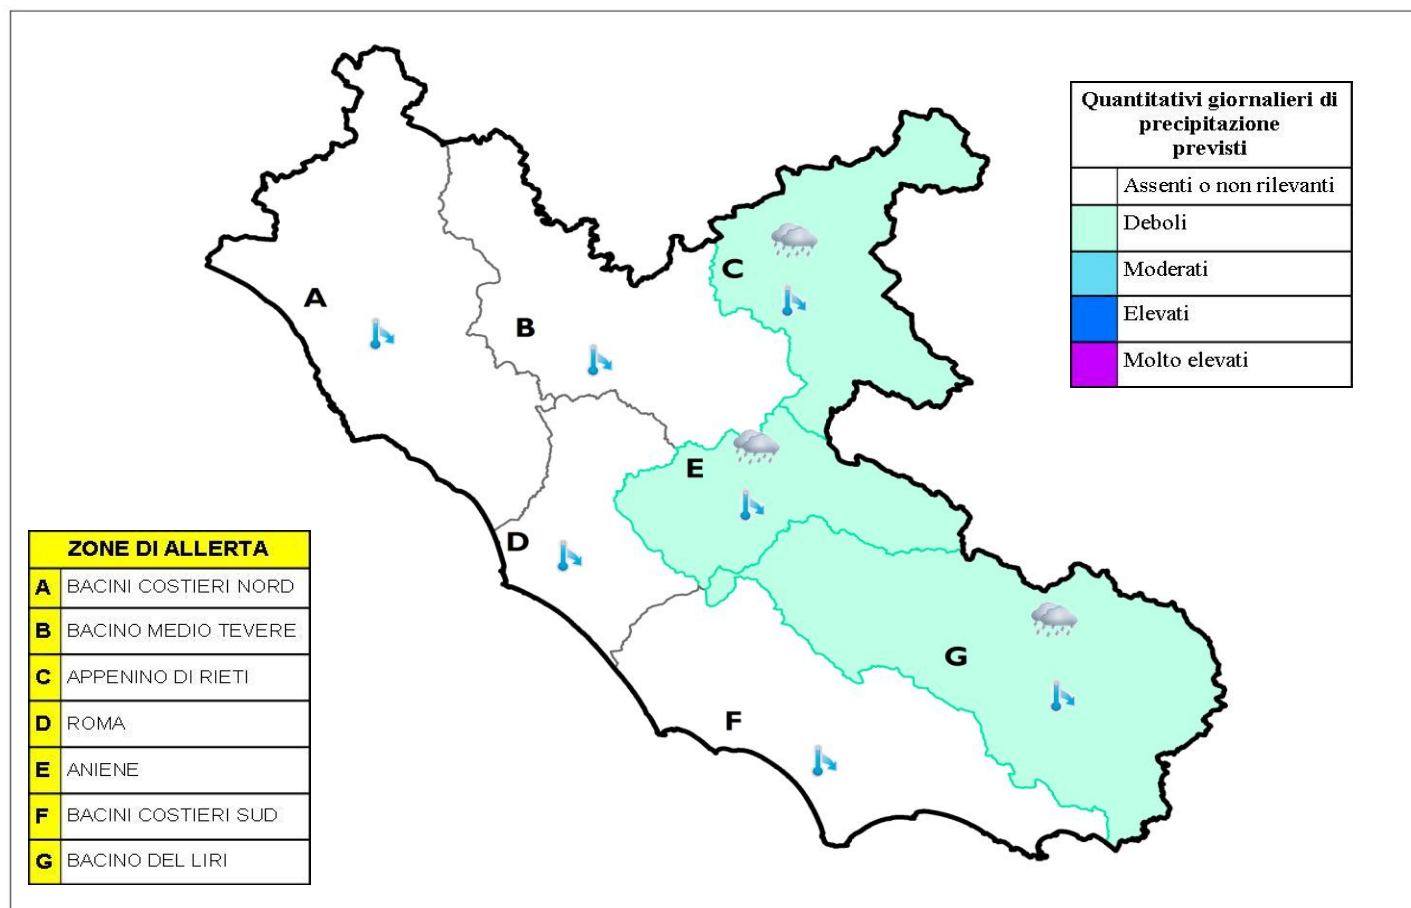 Quantitativi giornalieri di
precipitazione
previsti
Assenti o non rilevanti
Deboli
Moderati
Elevati
Molto elevati
A
B
C
D
E
F
G
ZONE DI ALLERTA
A BACINI COSTIERI NORD
B BACINO MEDIO TEVERE
C APPENINO DI RIETI
D ROMA
E ANIENE
F BACINI COSTIERI SUD
G BACINO DEL LIRI